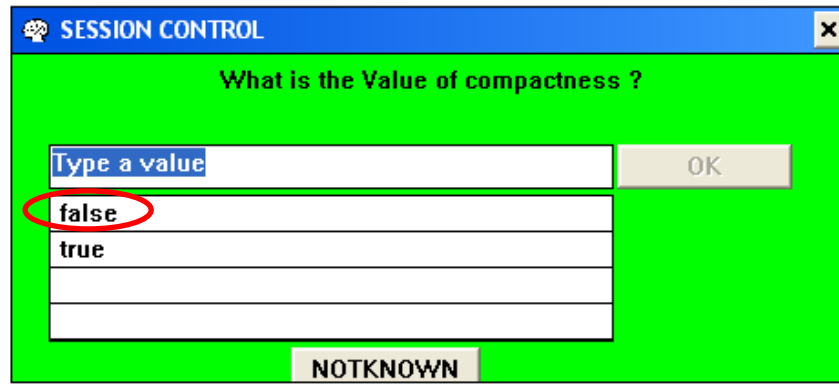 SESSION CONTROL
What is the Value of compactness ?
Type a value
OK
false
true
NOTKNOWN